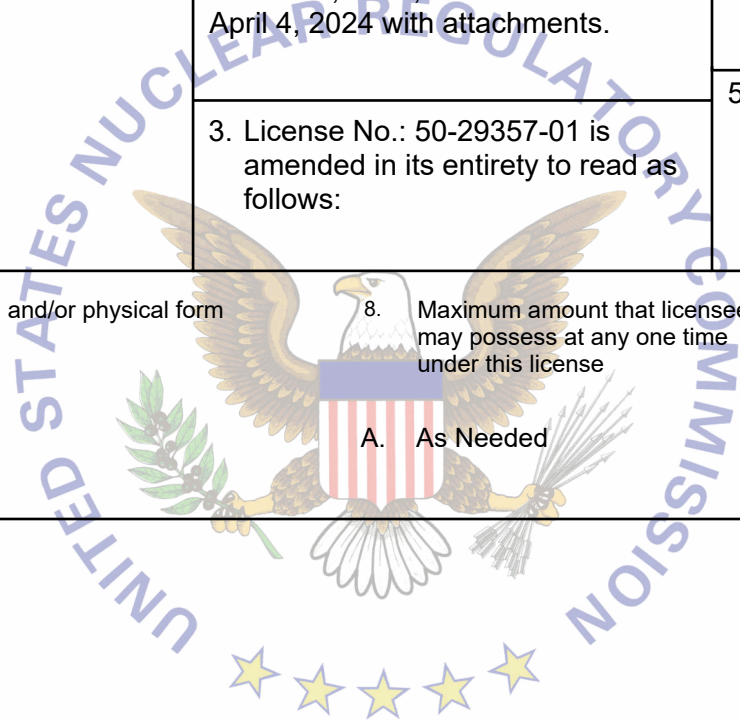 April 4, 2024 with attachments.
5
3. License No.: 50-29357-01 is
amended in its entirety to read as
follows:
and/or physical form
8. Maximum amount that licensee
may possess at any one time
under this license
A. As Needed
UNITED STATES NUCLEAR REGULATORY COMMISSION